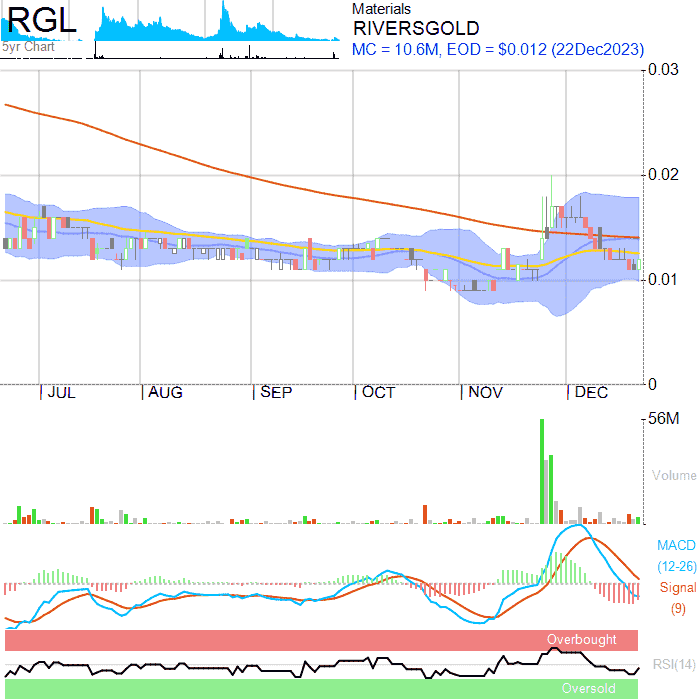 RGL
5yr Chart
Materials
RIVERSGOLD
MC = 10.6M, EOD = $0.012 (22Dec2023)
0.03
0.02
0.01
0
JUL AUG SEP OCT NOV DEC
56M
Volume
MACD
(12-26)
Signal
(9)
Overbought
RSI(14)
Oversold